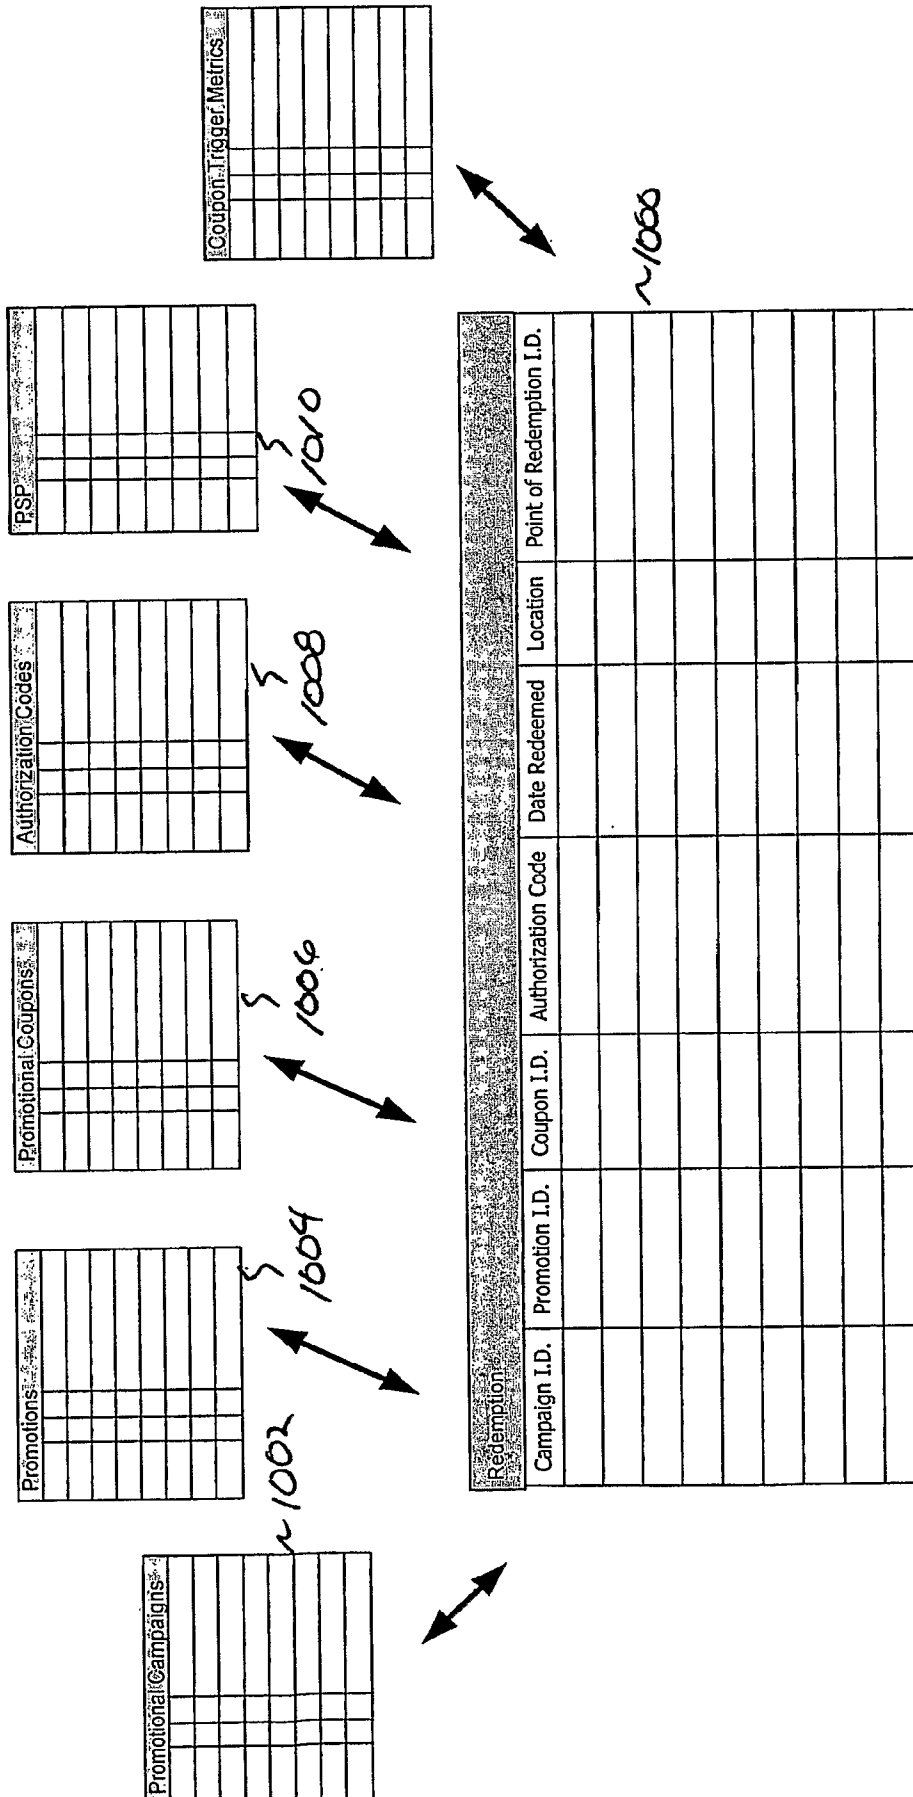 Promotions
Promotional Coupons
Authorization Codes
PSP
Promotional Campaigns
Coupon Trigger Metrics
1002
1004
1006
1008
1010
Redemption
Campaign I.D. Promotion I.D. Coupon I.D. Authorization Code Date Redeemed Location Point of Redemption I.D.
1050